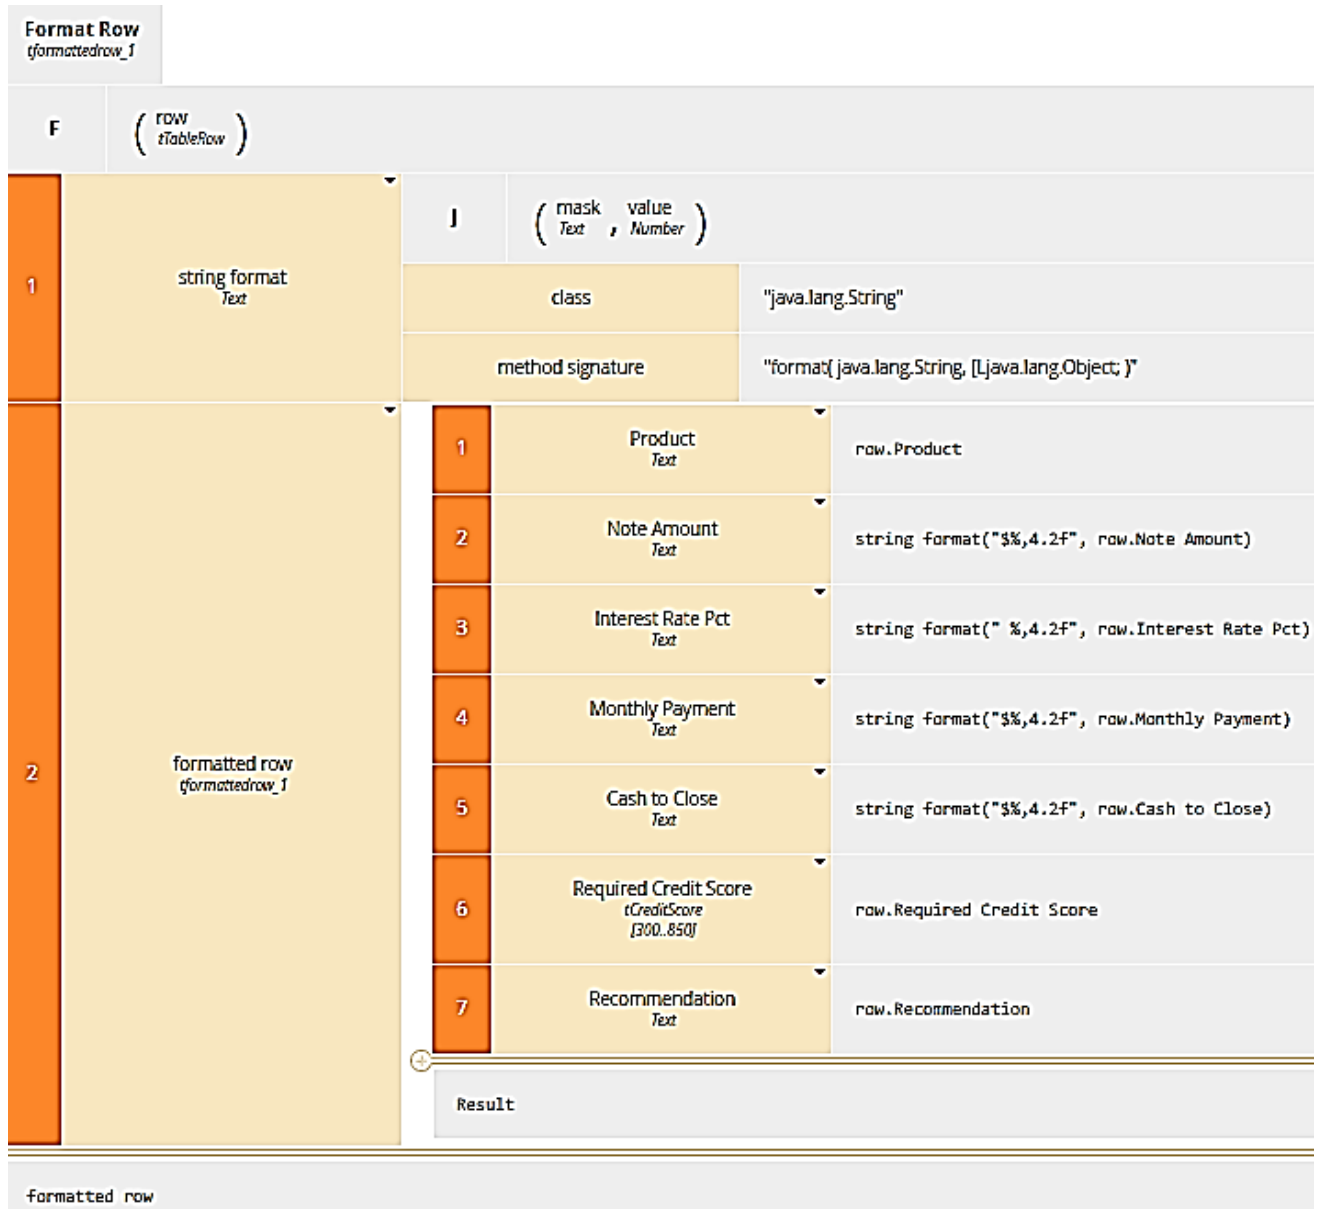 Format Row
tformattedrow_1
F
( row )
tTableRow
1
string format
Text
J
( mask , value )
Text Number
class
"java.lang.String"
method signature
"format( java.lang.String, [Ljava.lang.Object; )"
2
formatted row
tformattedrow_1
1
Product
Text
row.Product
2
Note Amount
Text
string format("$%,4.2f", row.Note Amount)
3
Interest Rate Pct
Text
string format(" %,4.2f", row.Interest Rate Pct)
4
Monthly Payment
Text
string format("$%,4.2f", row.Monthly Payment)
5
Cash to Close
Text
string format("$%,4.2f", row.Cash to Close)
6
Required Credit Score
tCreditScore
[300..850]
row.Required Credit Score
7
Recommendation
Text
row.Recommendation
Result
formatted row